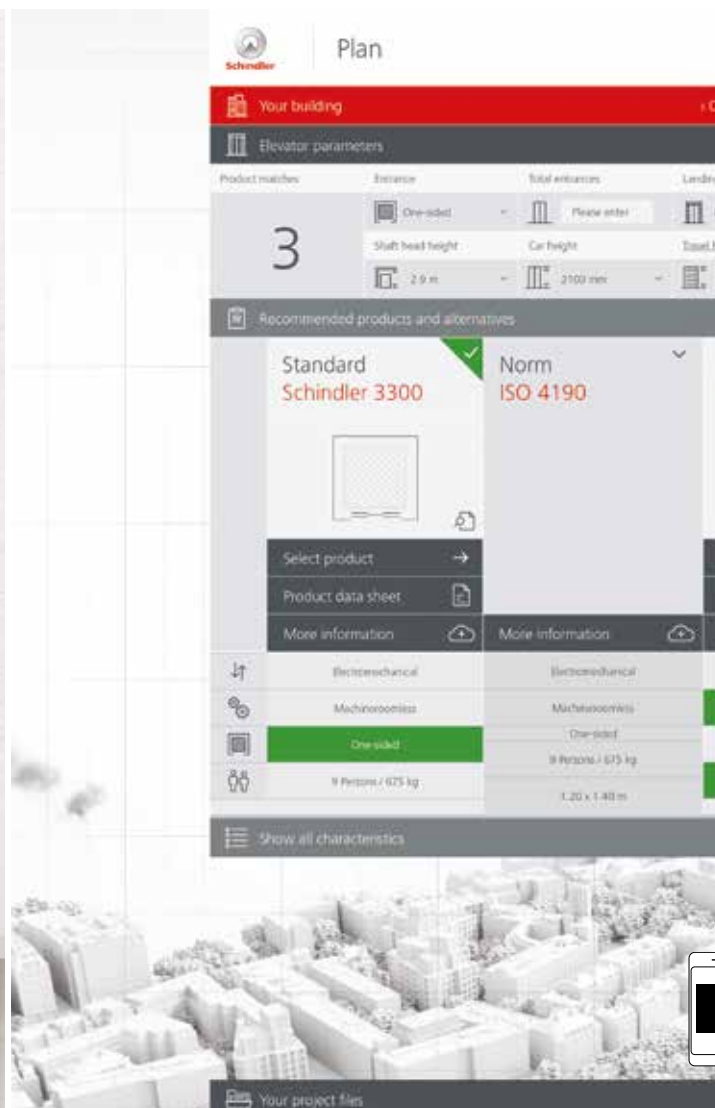 Schindler
Plan
Your building
Elevator parameters
Product matches
Entrance
Total entrances
3
One-sided
Please enter
Shaft head height
Car height
2.9 m
2100 mm
Recommended products and alternatives
Standard
Schindler 3300
Norm
ISO 4190
Select product
Product data sheet
More information
More information
Electromechanical
Electromechanical
Machineroomless
Machineroomless
One-sided
One-sided
9 Persons / 675 kg
9 Persons / 675 kg
1.20 x 1.40 m
Show all characteristics
Your project files